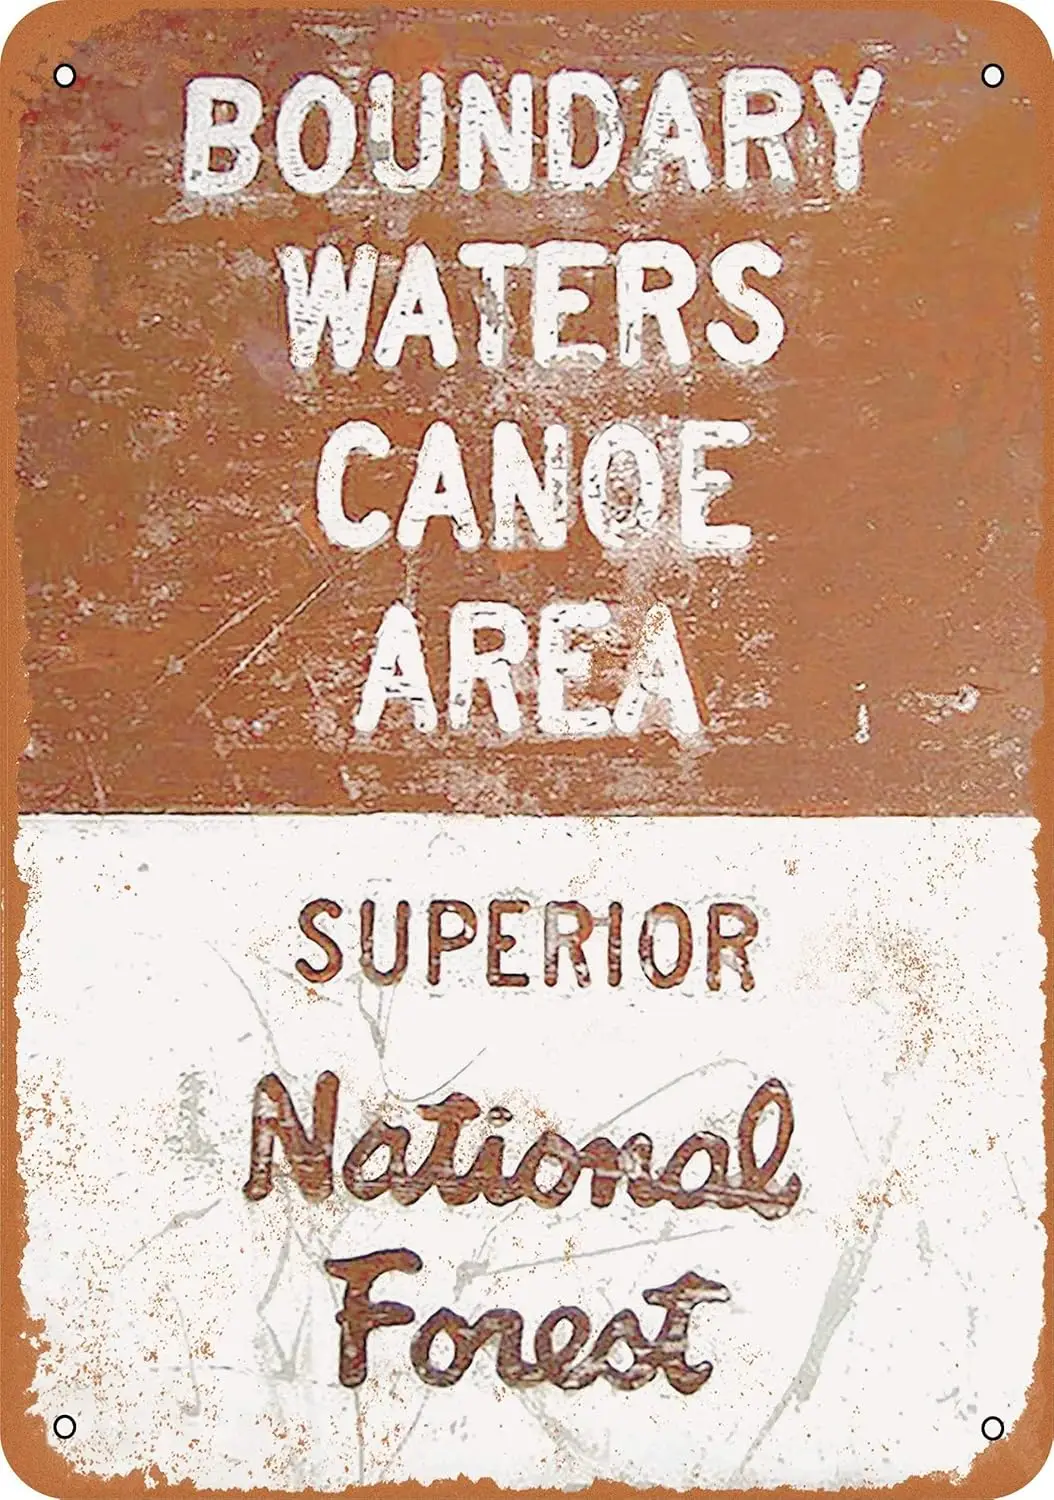 BOUNDARY
WATERS
CANOE
AREA
SUPERIOR
National
Forest